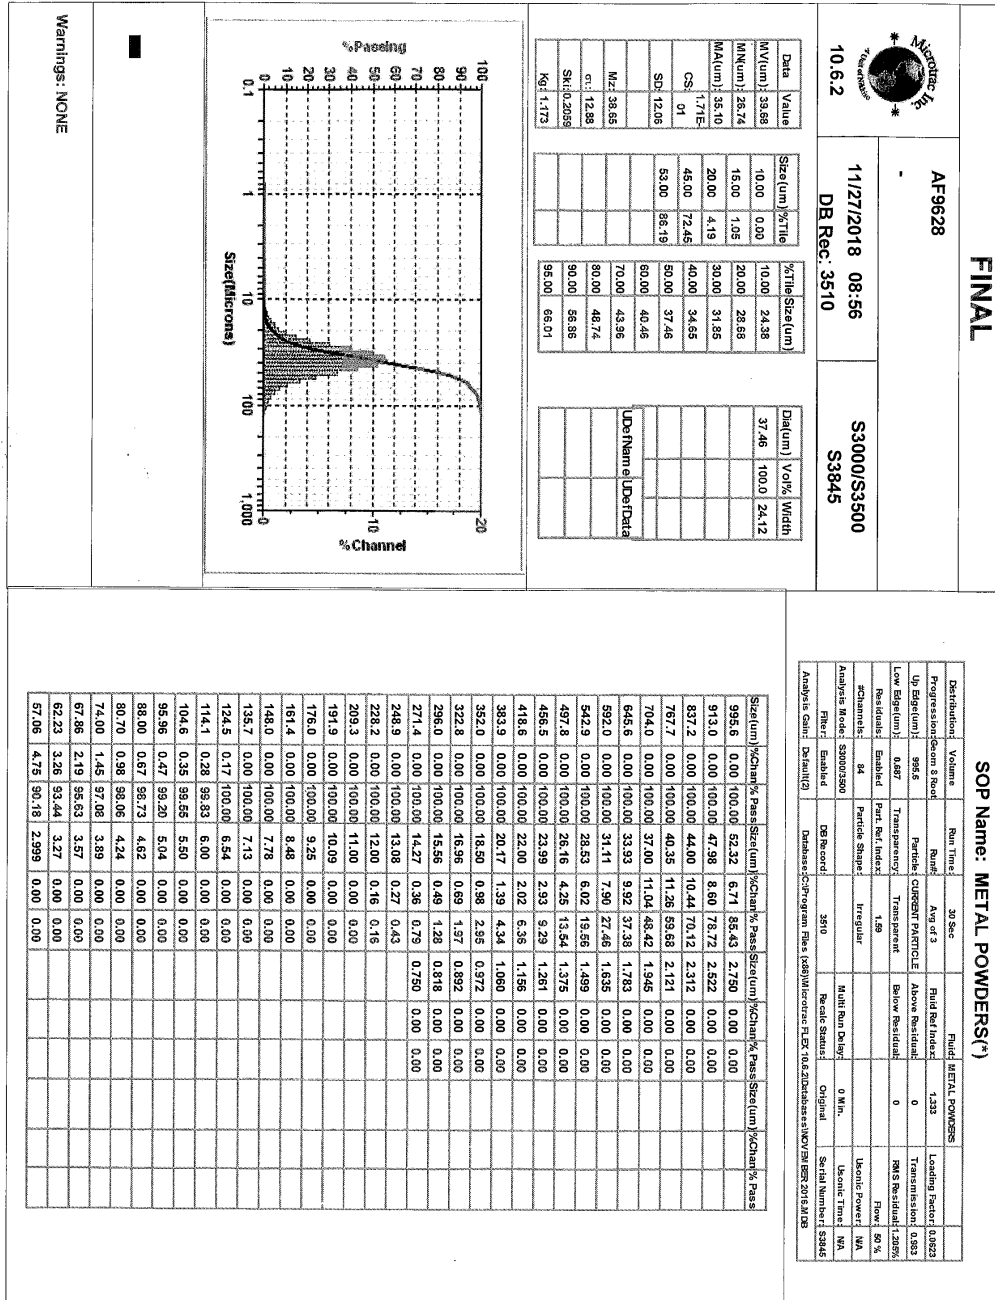 FINAL
AF9628
-
Microtrac Inc.
10.6.2
11/27/2018 08:56
DB Rec: 3510
S3000/S3500
S3845
Data Value Size(um) %Tile %Tile Size(um) Dia(um) Vol% Width
MV(um): 39.68 10.00 0.00 10.00 24.38 37.46 100.0 24.12
MN(um): 26.74 15.00 1.05 20.00 28.68
MA(um): 35.10 20.00 4.19 30.00 31.85
CS: 1.71E-01 45.00 72.45 40.00 34.65
SD: 12.06 53.00 86.19 50.00 37.46
60.00 40.46
Mz: 38.65 70.00 43.96 UDefName UDefData
σ1: 12.88 80.00 48.74
Ski: 0.2059 90.00 56.86
Kg: 1.173 95.00 66.01
%Passing
100
90
80
70
60
50
40
30
20
10
0
20
10
0
%Channel
0.1 1 10 100 1,000
Size(Microns)
Warnings: NONE
SOP Name: METAL POWDERS(*)
Distribution: Volume Run Time: 30 Sec Fluid: METAL POWDERS
Progression: Geom 8 Root Run#: Avg of 3 Fluid Ref Index: 1.333 Loading Factor: 0.0623
Up Edge(um): 995.6 Particle: CURRENT PARTICLE Above Residual: 0 Transmission: 0.983
Low Edge(um): 0.687 Transparency: Transparent Below Residual: 0 RMS Residual: 1.205%
Residuals: Enabled Part. Ref. Index: 1.59 Flow: 50 %
#Channels: 84 Particle Shape: Irregular Usonic Power: N/A
Analysis Mode: S3000/3500 Multi Run Delay: 0 Min. Usonic Time: N/A
Filter: Enabled DB Record: 3510 Recalc Status: Original Serial Number: S3845
Analysis Gain: Default(2) Database: C:\Program Files (x86)\Microtrac FLEX 10.6.2\Databases\NOVEMBER 2018.MDB
Size(um) %Chan % Pass Size(um) %Chan % Pass Size(um) %Chan % Pass Size(um) %Chan % Pass
995.6 0.00 100.00 52.32 6.71 85.43 2.750 0.00 0.00
913.0 0.00 100.00 47.98 8.60 78.72 2.522 0.00 0.00
837.2 0.00 100.00 44.00 10.44 70.12 2.312 0.00 0.00
767.7 0.00 100.00 40.35 11.26 59.68 2.121 0.00 0.00
704.0 0.00 100.00 37.00 11.04 48.42 1.945 0.00 0.00
645.6 0.00 100.00 33.93 9.92 37.38 1.783 0.00 0.00
592.0 0.00 100.00 31.11 7.90 27.46 1.635 0.00 0.00
542.9 0.00 100.00 28.53 6.02 19.56 1.499 0.00 0.00
497.8 0.00 100.00 26.16 4.25 13.54 1.375 0.00 0.00
456.5 0.00 100.00 23.99 2.93 9.29 1.261 0.00 0.00
418.6 0.00 100.00 22.00 2.02 6.36 1.156 0.00 0.00
383.9 0.00 100.00 20.17 1.39 4.34 1.060 0.00 0.00
352.0 0.00 100.00 18.50 0.98 2.95 0.972 0.00 0.00
322.8 0.00 100.00 16.96 0.69 1.97 0.892 0.00 0.00
296.0 0.00 100.00 15.56 0.49 1.28 0.818 0.00 0.00
271.4 0.00 100.00 14.27 0.36 0.79 0.750 0.00 0.00
248.9 0.00 100.00 13.08 0.27 0.43
228.2 0.00 100.00 12.00 0.16 0.16
209.3 0.00 100.00 11.00 0.00 0.00
191.9 0.00 100.00 10.09 0.00 0.00
176.0 0.00 100.00 9.25 0.00 0.00
161.4 0.00 100.00 8.48 0.00 0.00
148.0 0.00 100.00 7.78 0.00 0.00
135.7 0.00 100.00 7.13 0.00 0.00
124.5 0.17 100.00 6.54 0.00 0.00
114.1 0.28 99.83 6.00 0.00 0.00
104.6 0.35 99.55 5.50 0.00 0.00
95.96 0.47 99.20 5.04 0.00 0.00
88.00 0.67 98.73 4.62 0.00 0.00
80.70 0.98 98.06 4.24 0.00 0.00
74.00 1.45 97.08 3.89 0.00 0.00
67.86 2.19 95.63 3.57 0.00 0.00
62.23 3.26 93.44 3.27 0.00 0.00
57.06 4.75 90.18 2.999 0.00 0.00